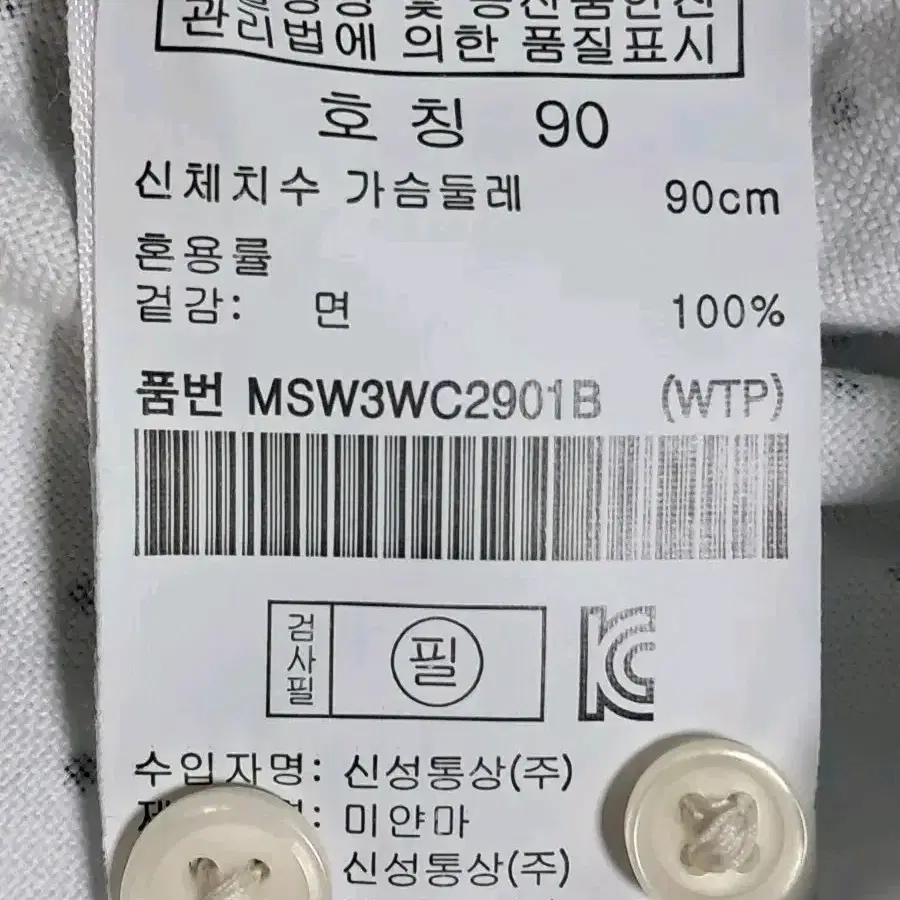 관리법에 의한 품질표시
호칭 90
신체치수 가슴둘레 90cm
혼용률
겉감: 면 100%
품번 MSW3WC2901B (WTP)
검사필 필
수입자명: 신성통상(주)
미얀마
신성통상(주)